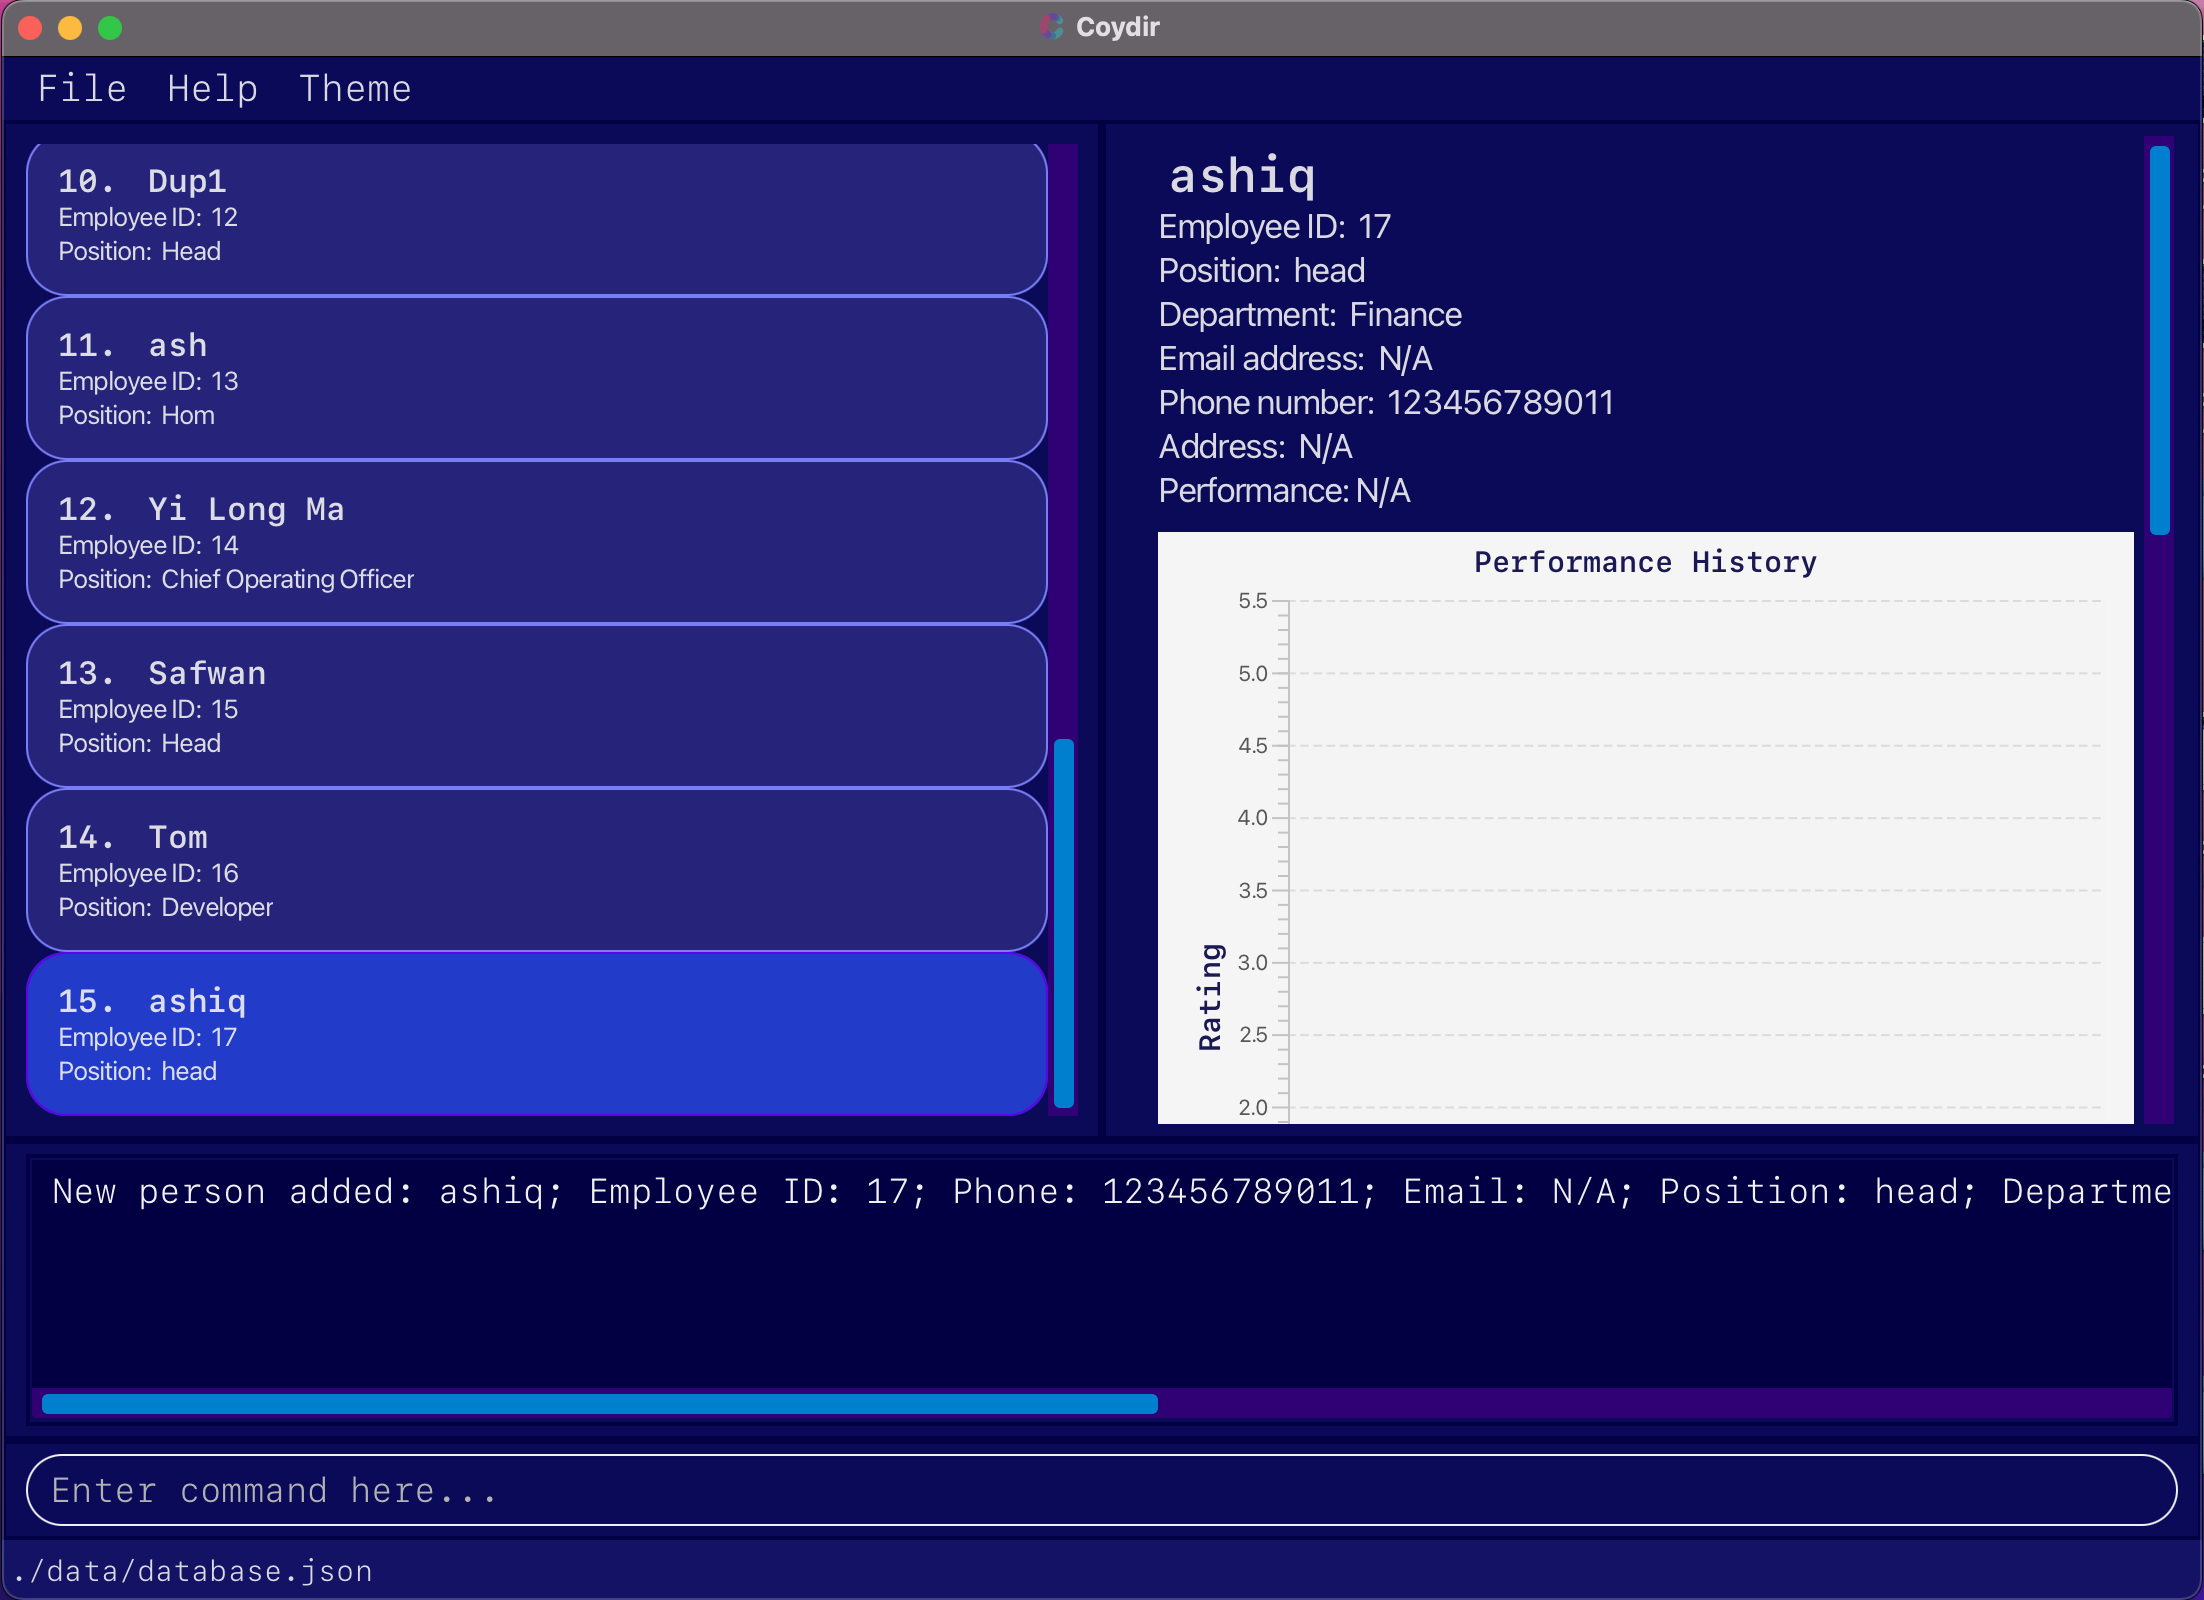 Coydir
File Help Theme
10. Dup1
Employee ID: 12
Position: Head
11. ash
Employee ID: 13
Position: Hom
12. Yi Long Ma
Employee ID: 14
Position: Chief Operating Officer
13. Safwan
Employee ID: 15
Position: Head
14. Tom
Employee ID: 16
Position: Developer
15. ashiq
Employee ID: 17
Position: head
ashiq
Employee ID: 17
Position: head
Department: Finance
Email address: N/A
Phone number: 123456789011
Address: N/A
Performance: N/A
Performance History
5.5
5.0
4.5
4.0
3.5
3.0
2.5
2.0
Rating
New person added: ashiq; Employee ID: 17; Phone: 123456789011; Email: N/A; Position: head; Departme
Enter command here...
./data/database.json